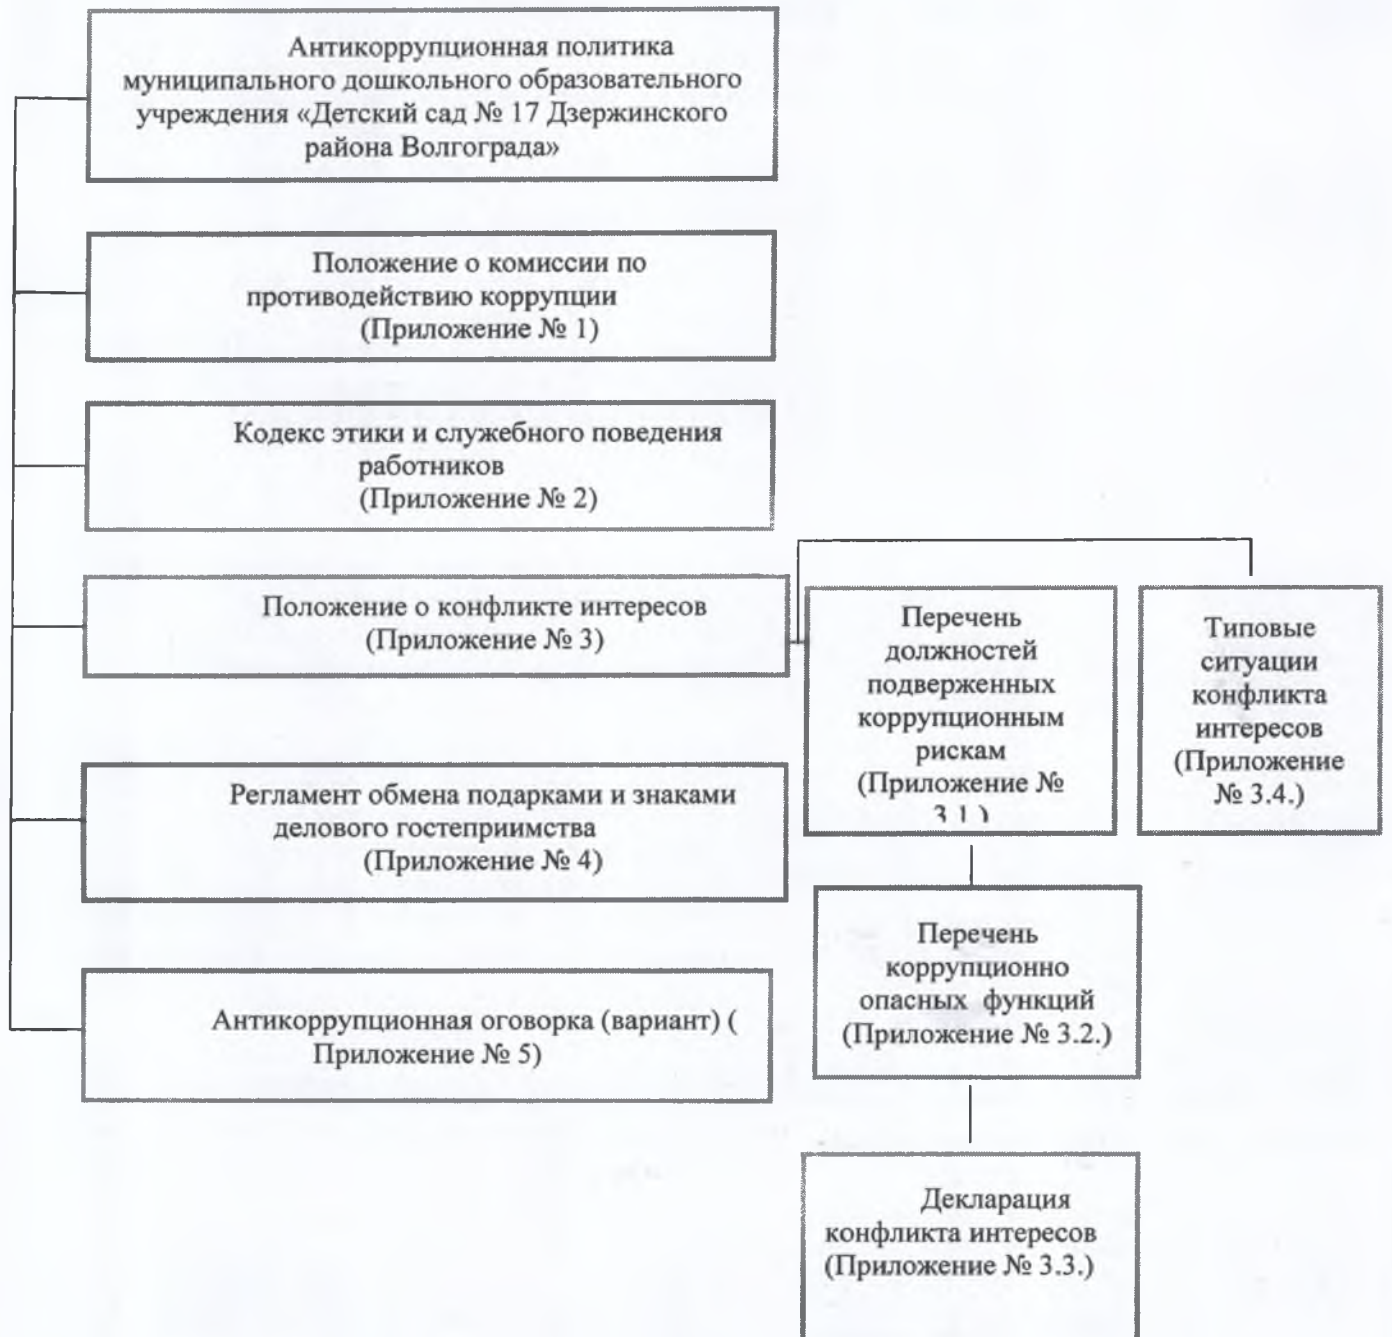 Антикоррупционная политика
муниципального дошкольного образовательного
учреждения «Детский сад № 17 Дзержинского
района Волгограда»
Положение о комиссии по
противодействию коррупции
(Приложение № 1)
Кодекс этики и служебного поведения
работников
(Приложение № 2)
Положение о конфликте интересов
(Приложение № 3)
Перечень
должностей
подверженных
коррупционным
рискам
(Приложение №
3.1.)
Типовые
ситуации
конфликта
интересов
(Приложение
№ 3.4.)
Регламент обмена подарками и знаками
делового гостеприимства
(Приложение № 4)
Перечень
коррупционно
опасных функций
(Приложение № 3.2.)
Антикоррупционная оговорка (вариант) (
Приложение № 5)
Декларация
конфликта интересов
(Приложение № 3.3.)